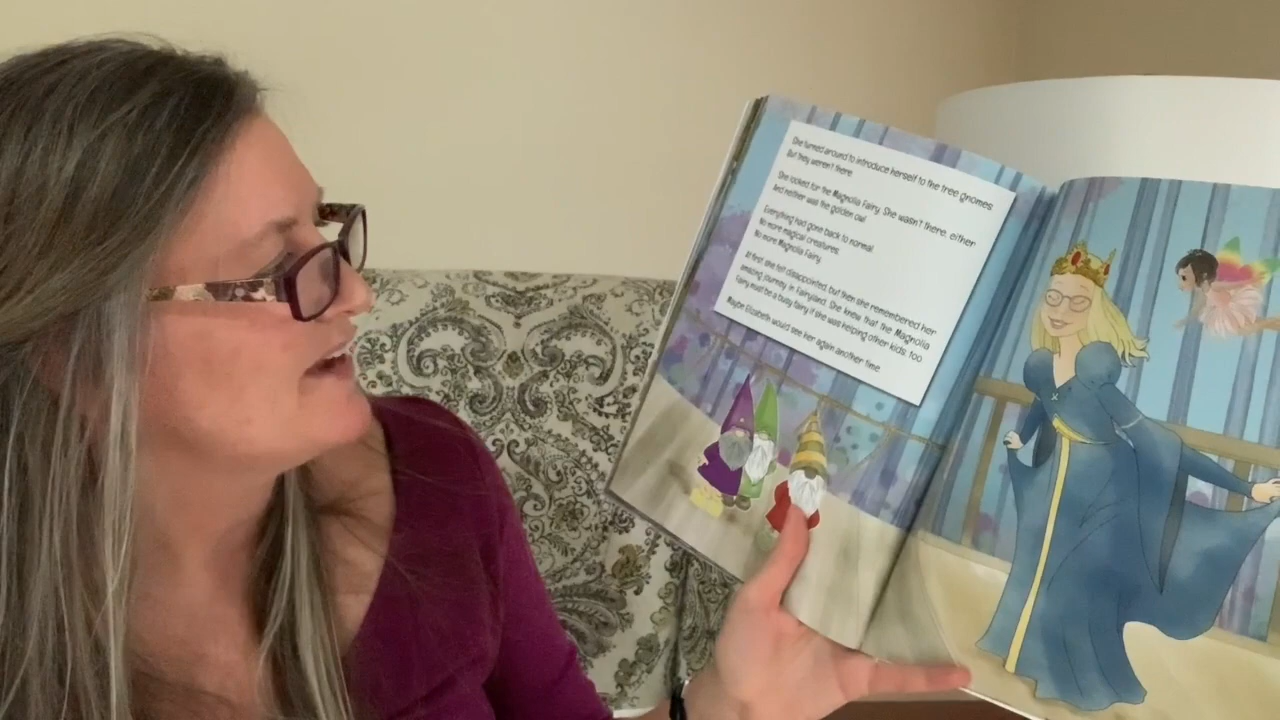 She turned around to introduce herself to the tree gnomes.
But they weren't there.
She looked for the Magnolia Fairy. She wasn't there, either.
And neither was the golden owl.
Everything had gone back to normal.
No more magical creatures.
No more Magnolia Fairy.
At first she felt disappointed, but then she remembered her
amazing journey in Fairyland. She knew that the Magnolia
Fairy must be a busy fairy if she was helping other kids, too.
Maybe Elizabeth would see her again another time.